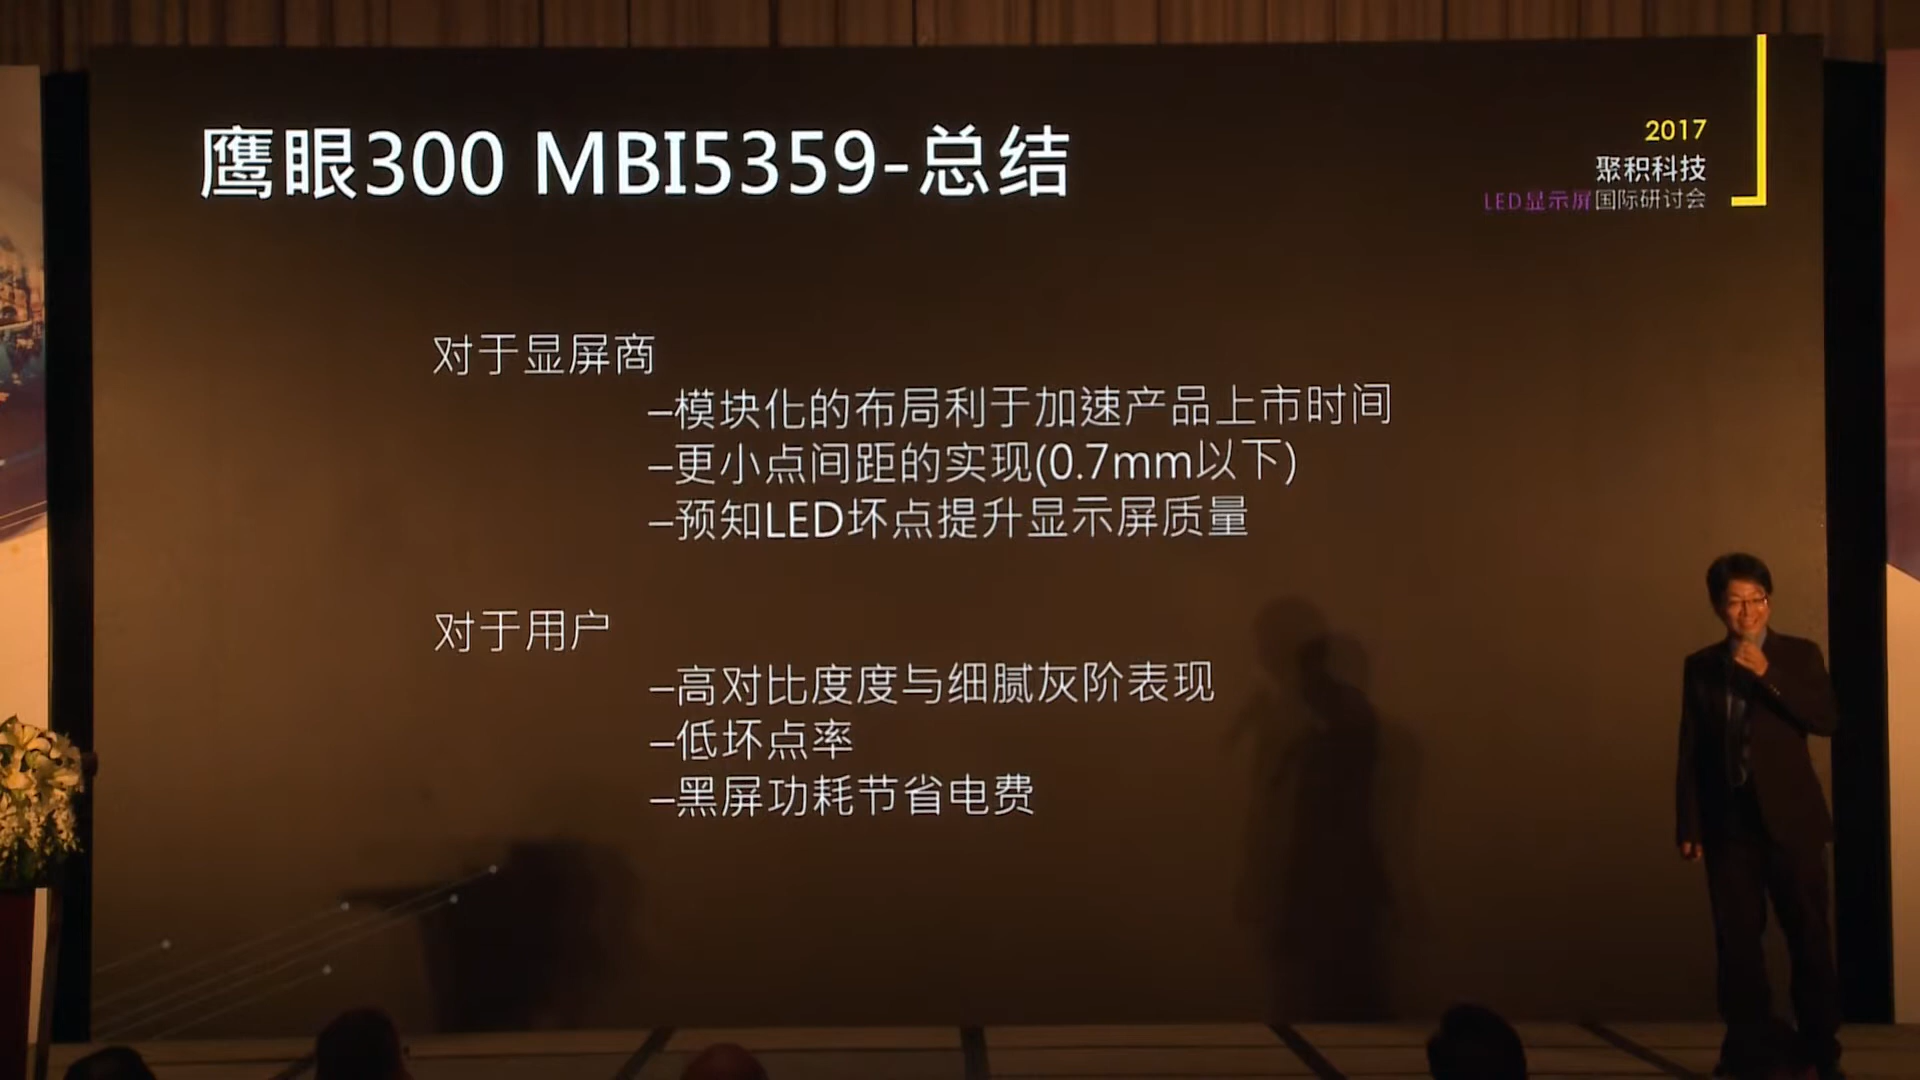 鹰眼300 MBI5359-总结
2017
聚积科技
LED显示屏国际研讨会
对于显屏商
–模块化的布局利于加速产品上市时间
–更小点间距的实现(0.7mm以下)
–预知LED坏点提升显示屏质量
对于用户
–高对比度度与细腻灰阶表现
–低坏点率
–黑屏功耗节省电费